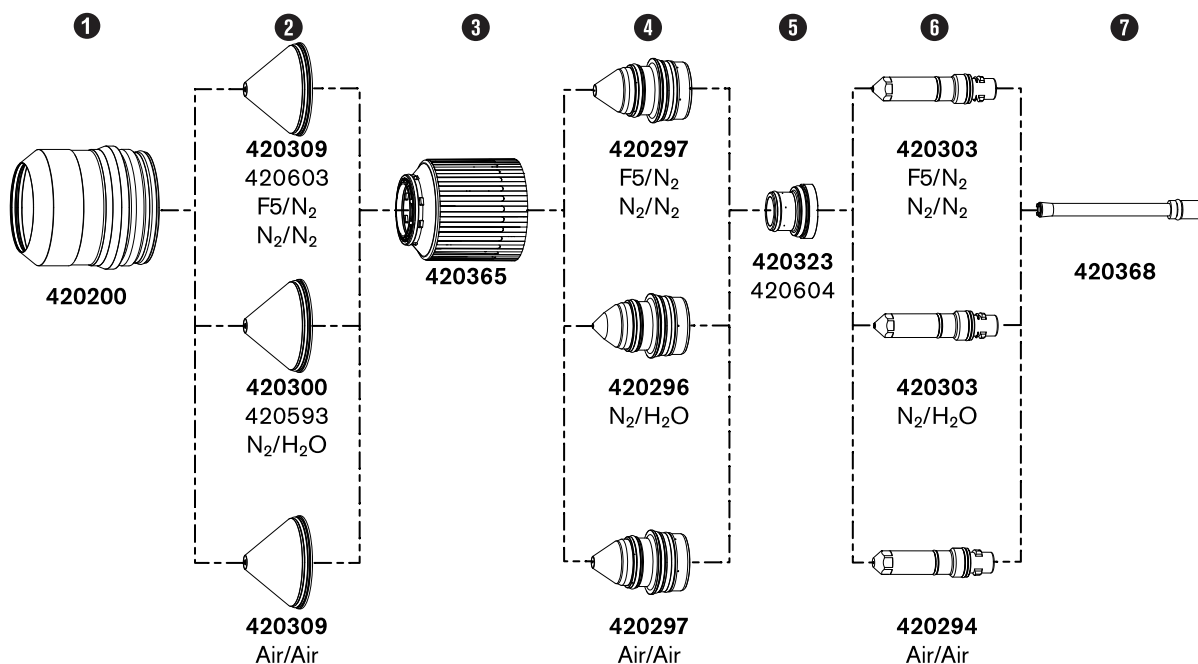 1
2
3
4
5
6
7
420200
420309
420603
F5/N₂
N₂/N₂
420300
420593
N₂/H₂O
420309
Air/Air
420365
420297
F5/N₂
N₂/N₂
420296
N₂/H₂O
420297
Air/Air
420323
420604
420303
F5/N₂
N₂/N₂
420303
N₂/H₂O
420294
Air/Air
420368